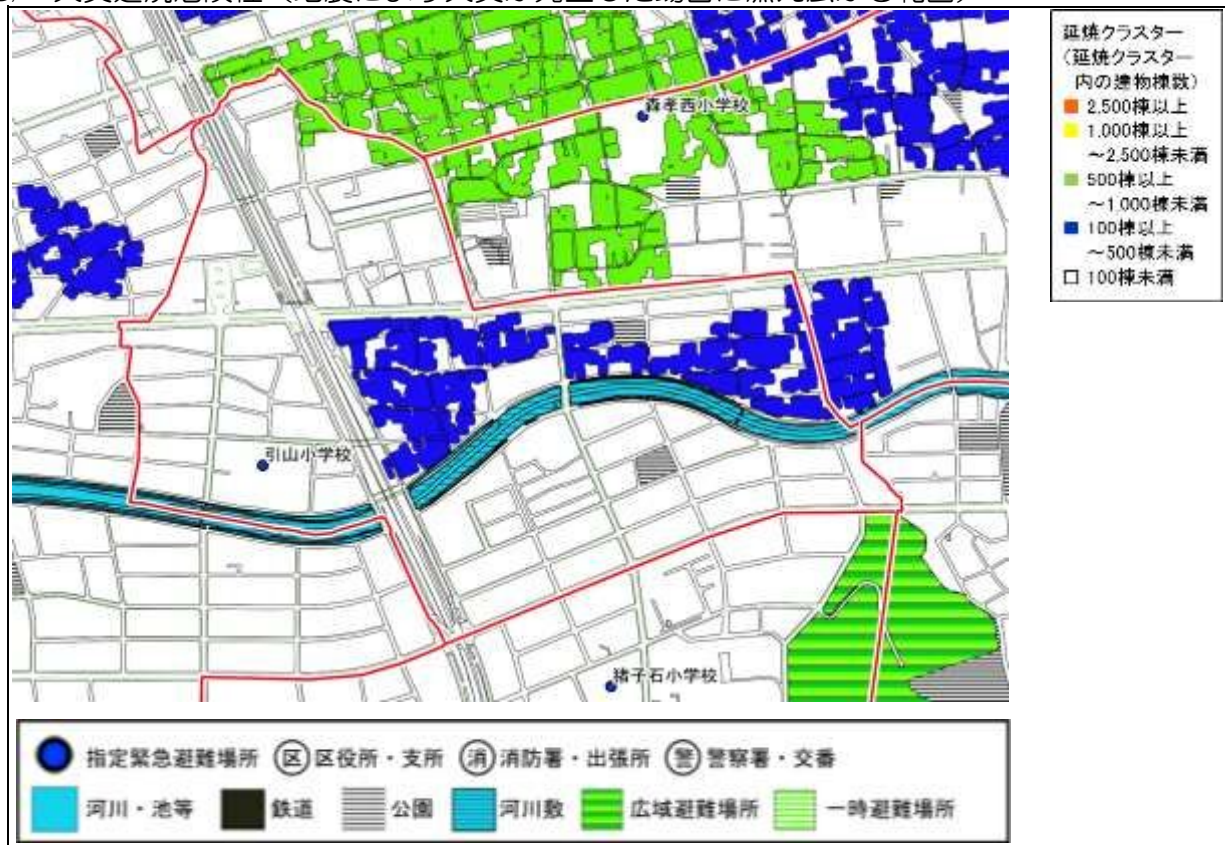 延焼クラスター
（延焼クラスター
内の建物棟数）
2,500棟以上
1,000棟以上
～2,500棟未満
500棟以上
～1,000棟未満
100棟以上
～500棟未満
100棟未満
森孝西小学校
引山小学校
猪子石小学校
指定緊急避難場所 区 区役所・支所 消 消防署・出張所 警 警察署・交番
河川・池等 鉄道 公園 河川敷 広域避難場所 一時避難場所